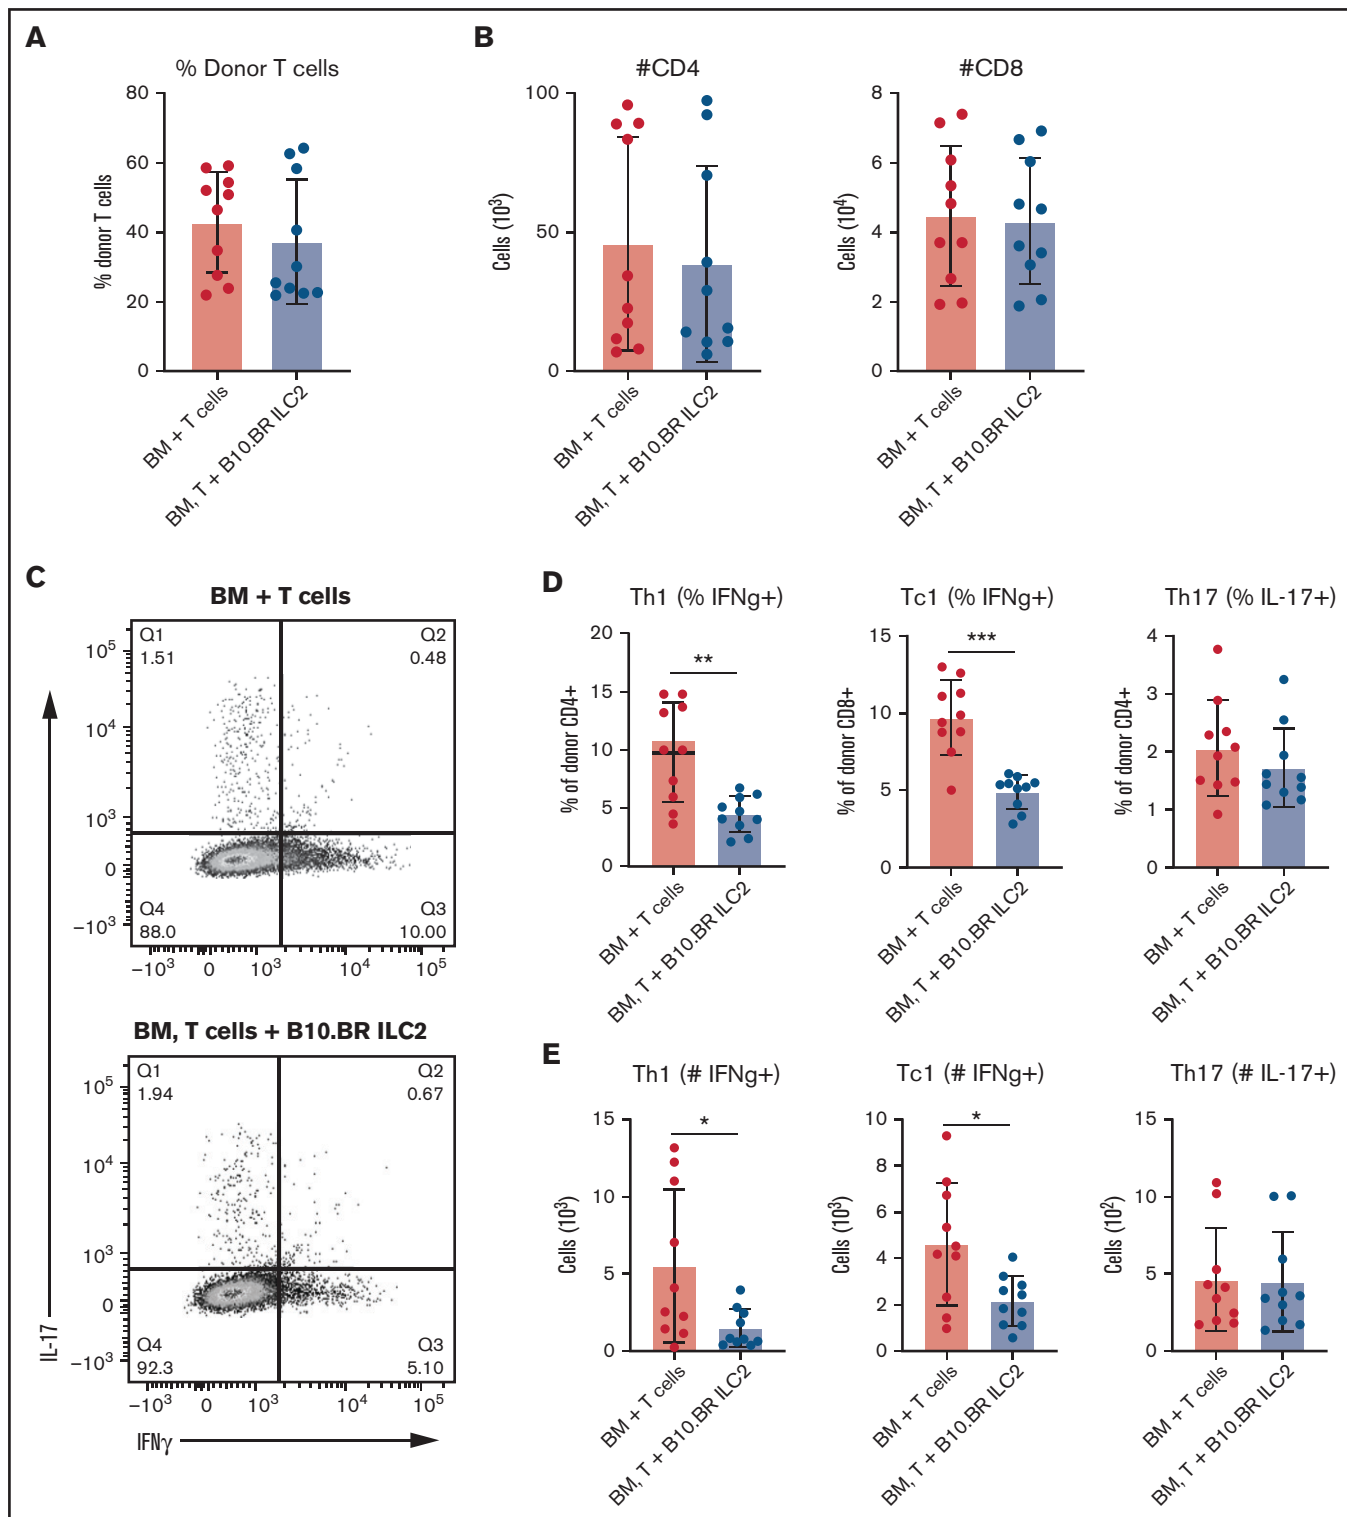 A
% Donor T cells
% donor T cells
80
60
40
20
0
BM + T cells
BM, T + B10.BR ILC2
B
#CD4
Cells (10³)
100
50
0
BM + T cells
BM, T + B10.BR ILC2
#CD8
Cells (10⁴)
8
6
4
2
0
BM + T cells
BM, T + B10.BR ILC2
C
BM + T cells
Q1
1.51
Q2
0.48
Q4
88.0
Q3
10.00
10⁵
10⁴
10³
0
−10³
−10³ 0 10³ 10⁴ 10⁵
BM, T cells + B10.BR ILC2
Q1
1.94
Q2
0.67
Q4
92.3
Q3
5.10
10⁵
10⁴
10³
0
−10³
−10³ 0 10³ 10⁴ 10⁵
IL-17
IFNγ
D
Th1 (% IFNg+)
% of donor CD4+
20
15
10
5
0
**
BM + T cells
BM, T + B10.BR ILC2
Tc1 (% IFNg+)
% of donor CD8+
15
10
5
0
***
BM + T cells
BM, T + B10.BR ILC2
Th17 (% IL-17+)
% of donor CD4+
4
3
2
1
0
BM + T cells
BM, T + B10.BR ILC2
E
Th1 (# IFNg+)
Cells (10³)
15
10
5
0
*
BM + T cells
BM, T + B10.BR ILC2
Tc1 (# IFNg+)
Cells (10³)
10
8
6
4
2
0
*
BM + T cells
BM, T + B10.BR ILC2
Th17 (# IL-17+)
Cells (10²)
15
10
5
0
BM + T cells
BM, T + B10.BR ILC2